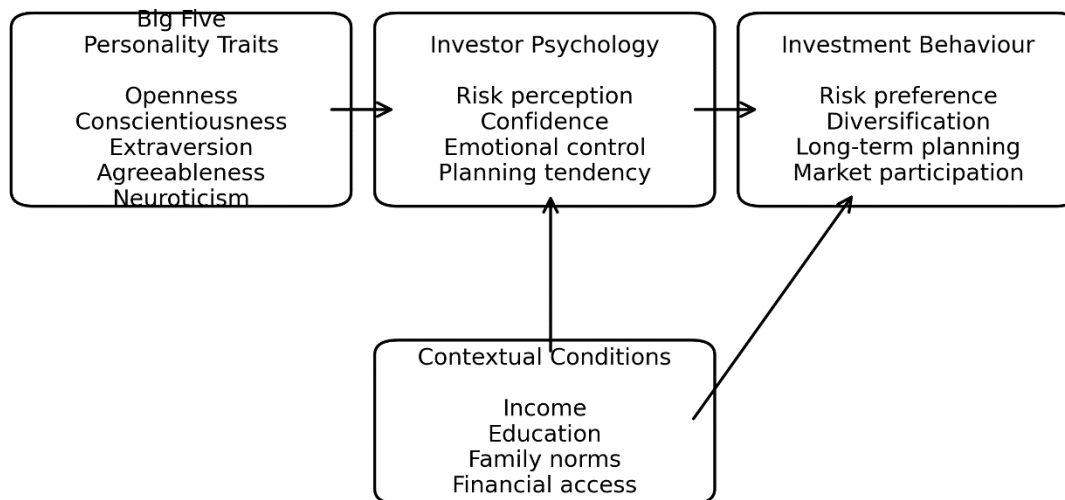 Big Five
Personality Traits
Openness
Conscientiousness
Extraversion
Agreeableness
Neuroticism
Investor Psychology
Risk perception
Confidence
Emotional control
Planning tendency
Investment Behaviour
Risk preference
Diversification
Long-term planning
Market participation
Contextual Conditions
Income
Education
Family norms
Financial access